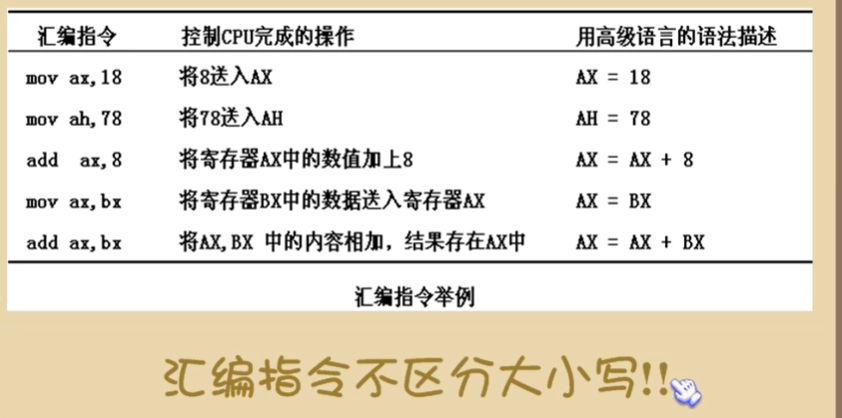 汇编指令 控制CPU完成的操作 用高级语言的语法描述
mov ax,18 将8送入AX AX = 18
mov ah,78 将78送入AH AH = 78
add ax,8 将寄存器AX中的数值加上8 AX = AX + 8
mov ax,bx 将寄存器BX中的数据送入寄存器AX AX = BX
add ax,bx 将AX,BX 中的内容相加，结果存在AX中 AX = AX + BX
汇编指令举例
汇编指令不区分大小写!!